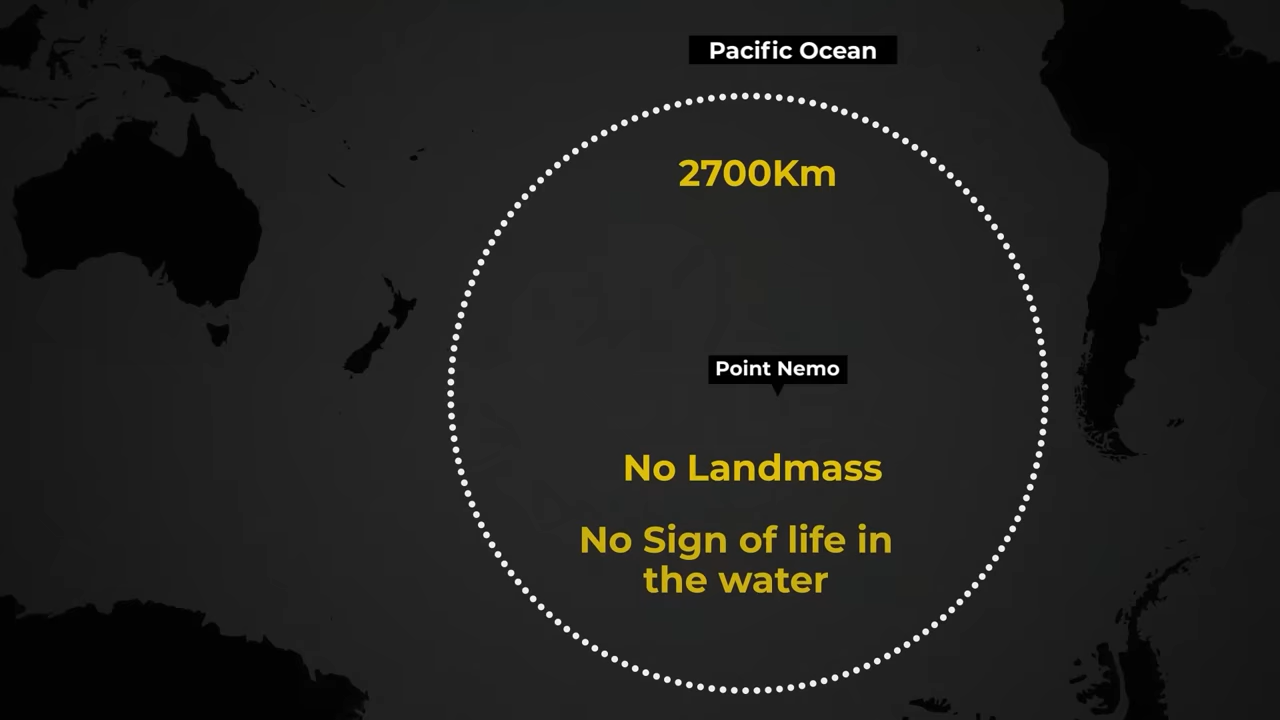 Pacific Ocean
2700Km
Point Nemo
No Landmass
No Sign of life in
the water